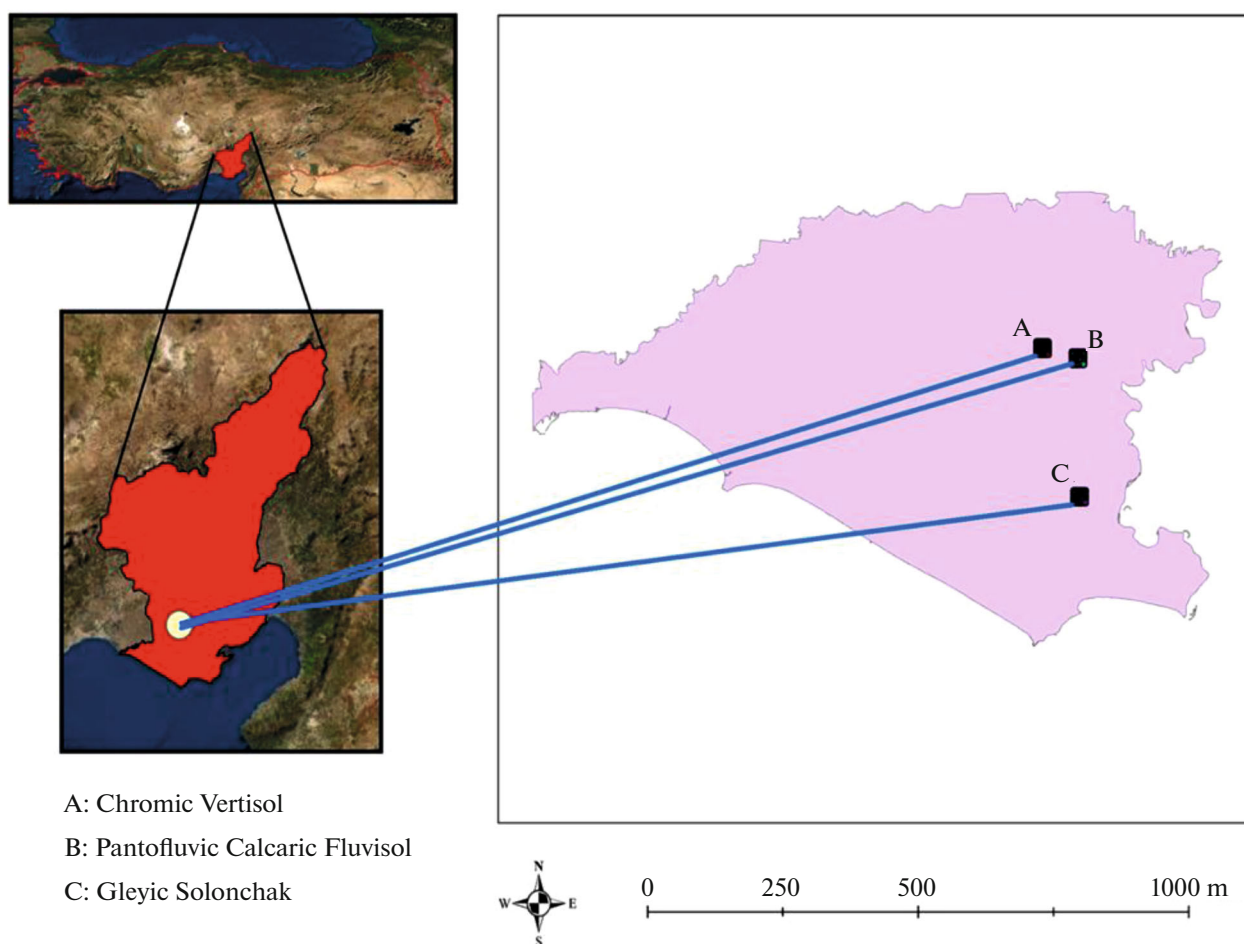 A
B
C
A: Chromic Vertisol
B: Pantofluvic Calcaric Fluvisol
C: Gleyic Solonchak
N
W E
S
0 250 500 1000 m